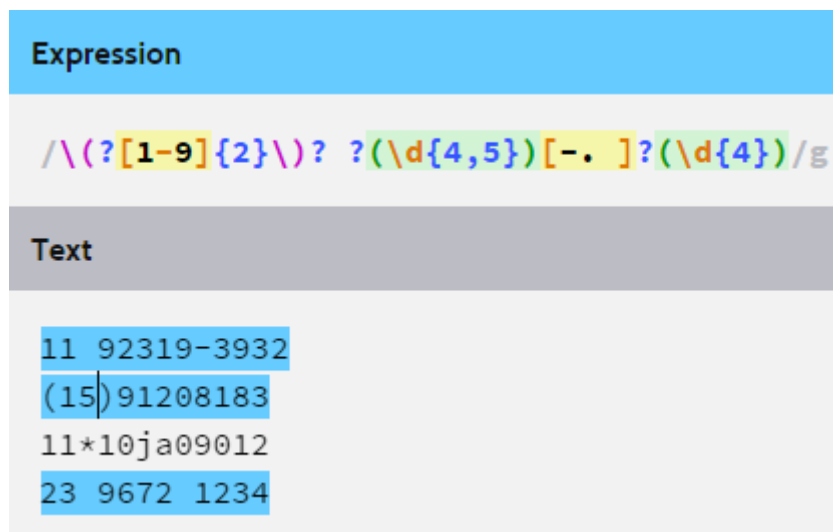 Expression
/\(?[1-9]{2}\)? ?(\d{4,5})[-. ]?(\d{4})/g
Text
11 92319-3932
(15)91208183
11*10ja09012
23 9672 1234